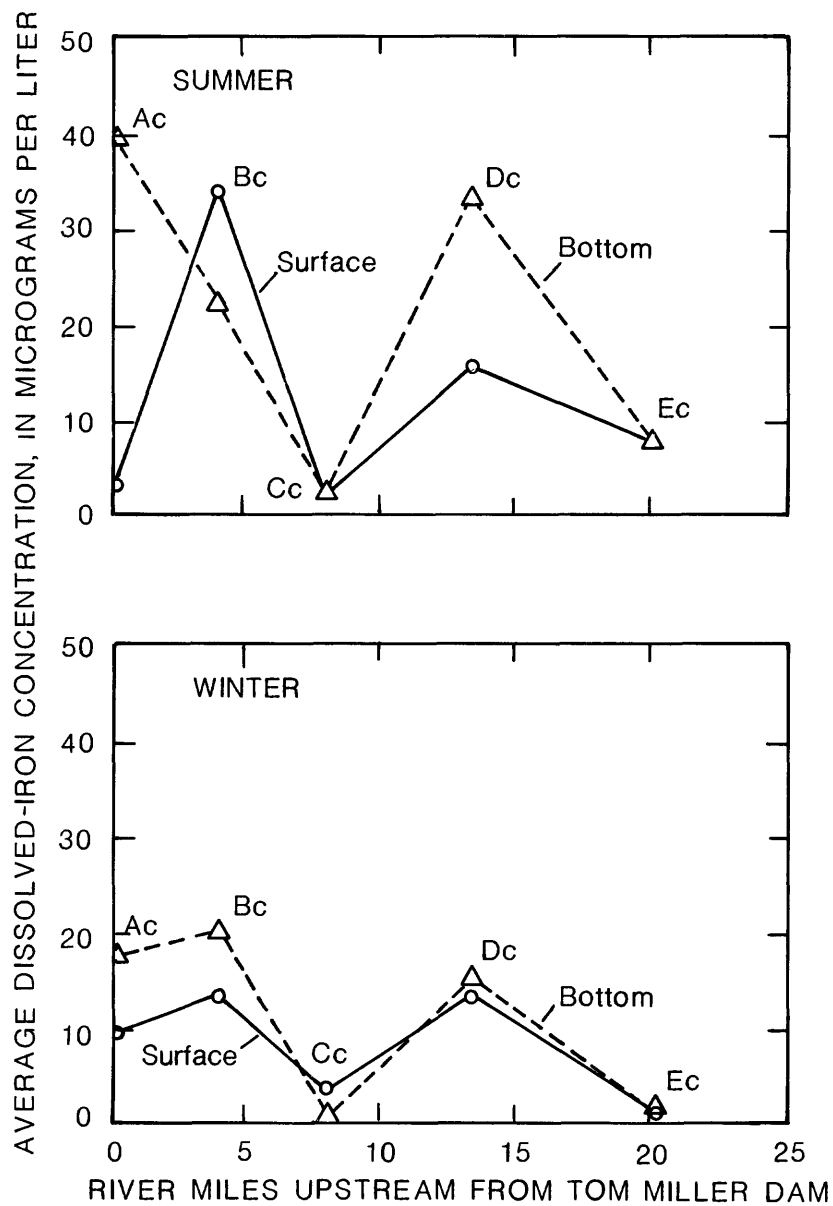 AVERAGE DISSOLVED-IRON CONCENTRATION, IN MICROGRAMS PER LITER
50
SUMMER
Ac
40
Bc
Dc
30
Surface
Bottom
20
10
Ec
Cc
0
50
WINTER
40
30
20
Ac
Bc
Dc
Bottom
10
Surface
Cc
Ec
0
0 5 10 15 20 25
RIVER MILES UPSTREAM FROM TOM MILLER DAM